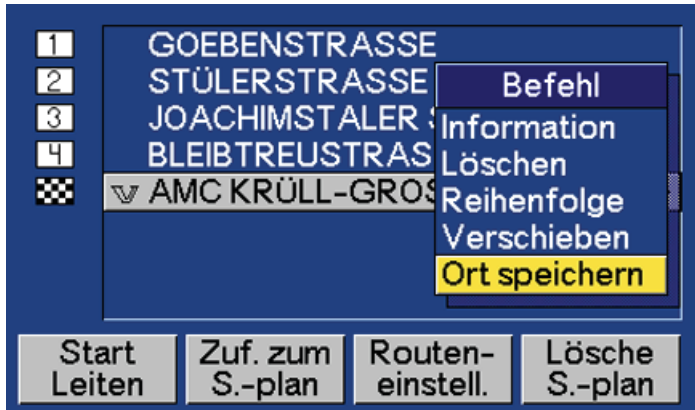 1 GOEBENSTRASSE
2 STÜLERSTRASSE
3 JOACHIMSTALER
4 BLEIBTREUSTRAS
AMC KRÜLL-GROS
Befehl
Information
Löschen
Reihenfolge
Verschieben
Ort speichern
Start
Leiten
Zuf. zum
S.-plan
Routen-
einstell.
Lösche
S.-plan